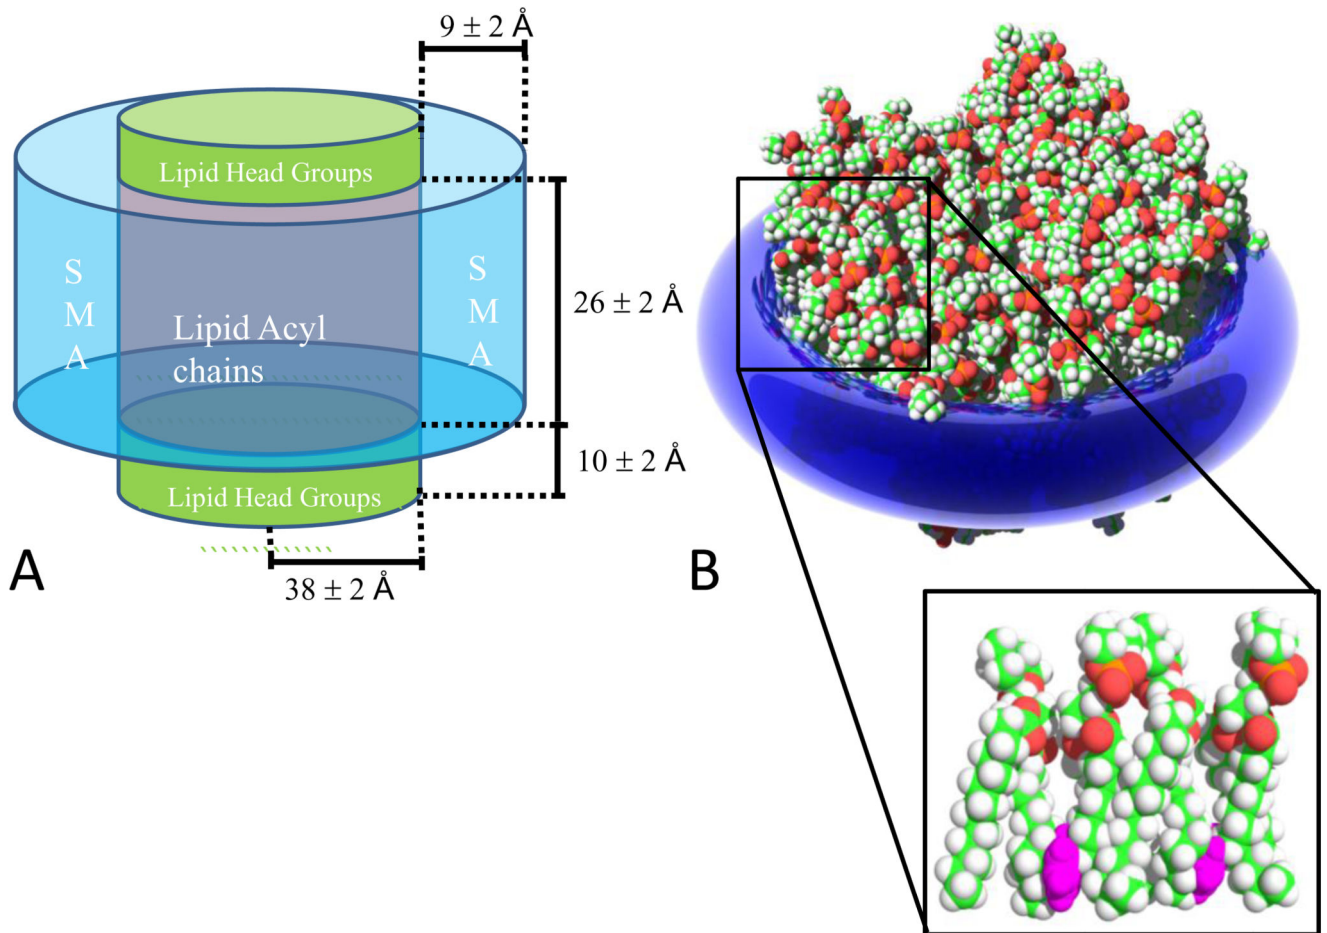 9 ± 2 Å
Lipid Head Groups
S
M
A
Lipid Acyl
chains
S
M
A
26 ± 2 Å
10 ± 2 Å
Lipid Head Groups
38 ± 2 Å
A
B